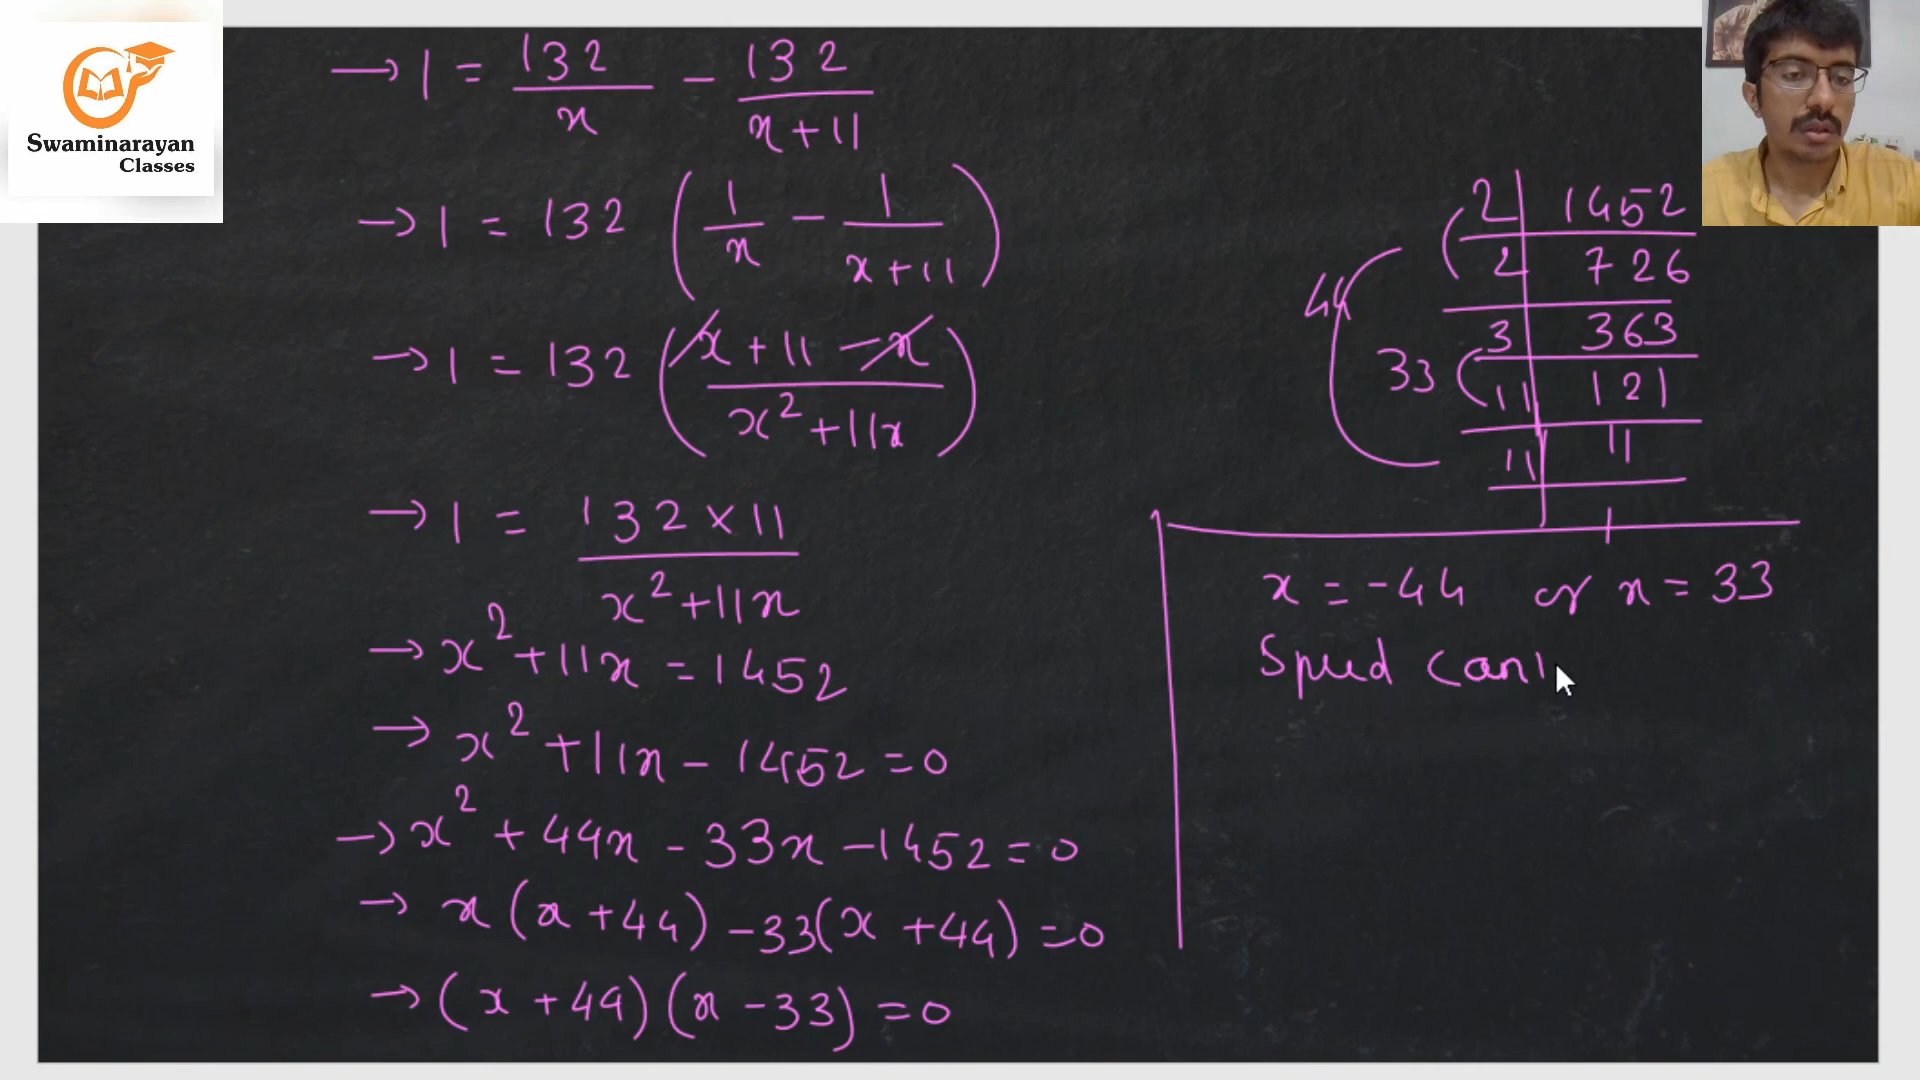 Swaminarayan
Classes
→ 1 = 132/x − 132/x+11
→ 1 = 132 (1/x − 1/x+11)
→ 1 = 132 (x+11−x/x²+11x)
→ 1 = 132×11/x²+11x
→ x²+11x = 1452
→ x²+11x−1452 = 0
→ x²+44x−33x−1452 = 0
→ x(x+44)−33(x+44) = 0
→ (x+44)(x−33) = 0
2 | 1452
2 | 726
44
3 | 363
33
11 | 121
11 | 11
1
x = −44 or x = 33
Speed can'